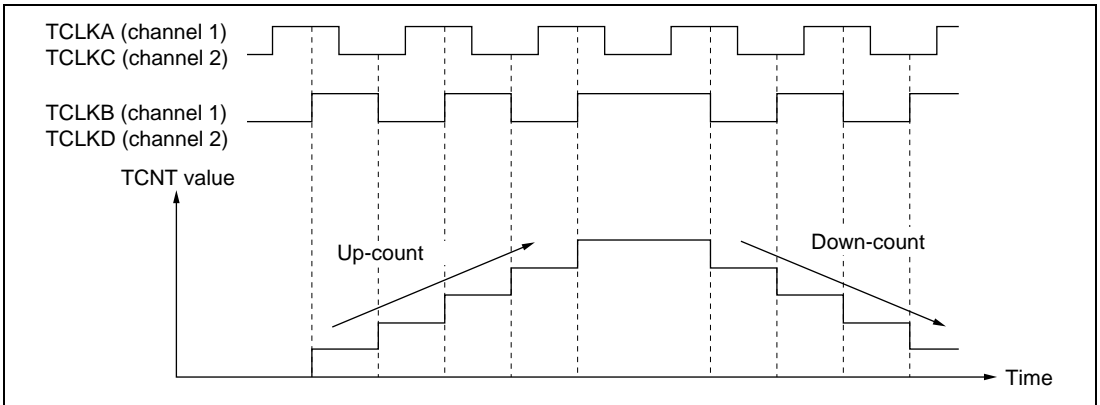 TCLKA (channel 1)
TCLKC (channel 2)
TCLKB (channel 1)
TCLKD (channel 2)
TCNT value
Up-count
Down-count
Time